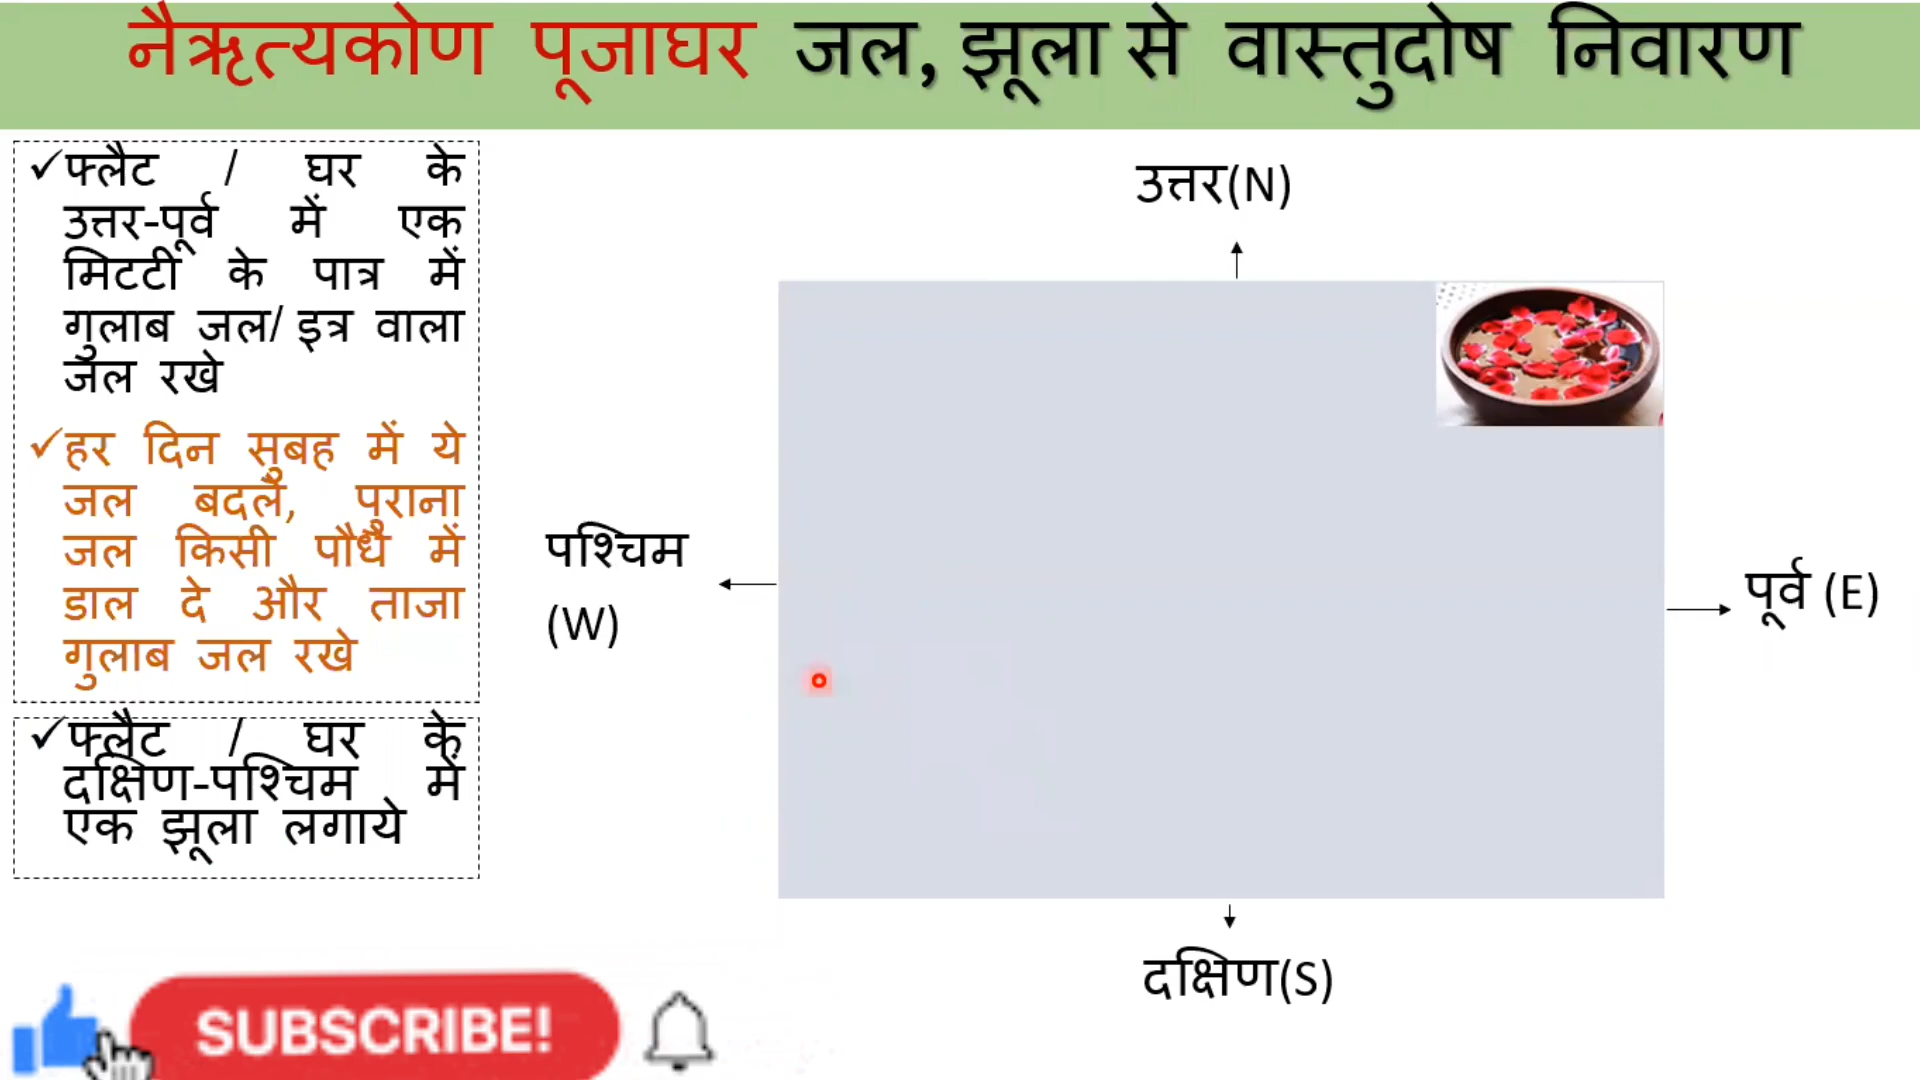 नैऋत्यकोण पूजाघर जल, झूला से वास्तुदोष निवारण
✓फ्लैट / घर के
उत्तर-पूर्व में एक
मिटटी के पात्र में
गुलाब जल/ इत्र वाला
जल रखे
✓हर दिन सुबह में ये
जल बदलें, पुराना
जल किसी पौधे में
डाल दे और ताजा
गुलाब जल रखे
✓फ्लैट / घर के
दक्षिण-पश्चिम में
एक झूला लगाये
उत्तर(N)
पश्चिम
(W)
पूर्व (E)
दक्षिण(S)
SUBSCRIBE!